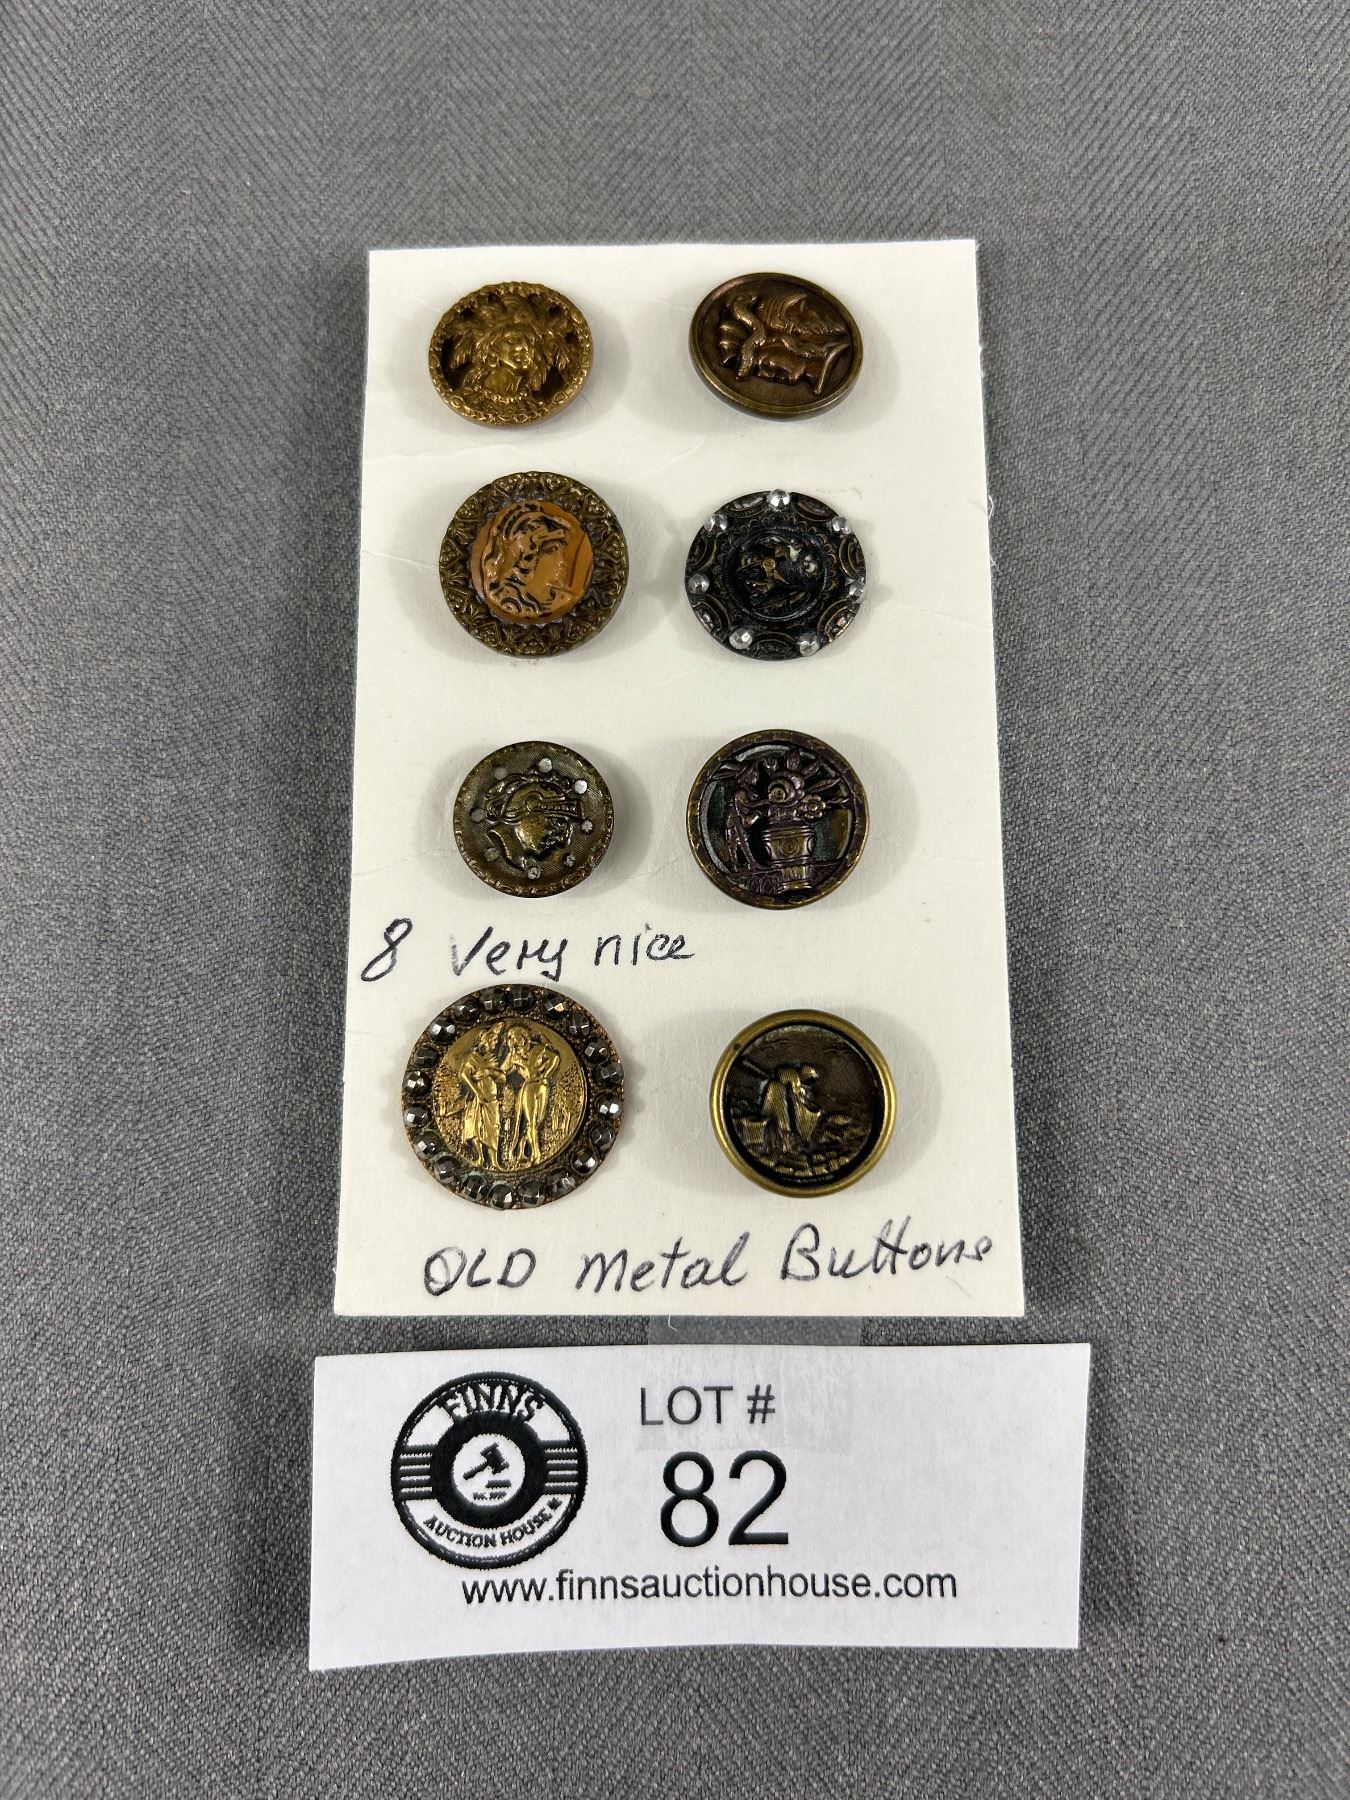 8 Very nice
OLD Metal Buttons
FINNS
AUCTION HOUSE &
LOT #
82
www.finnsauctionhouse.com